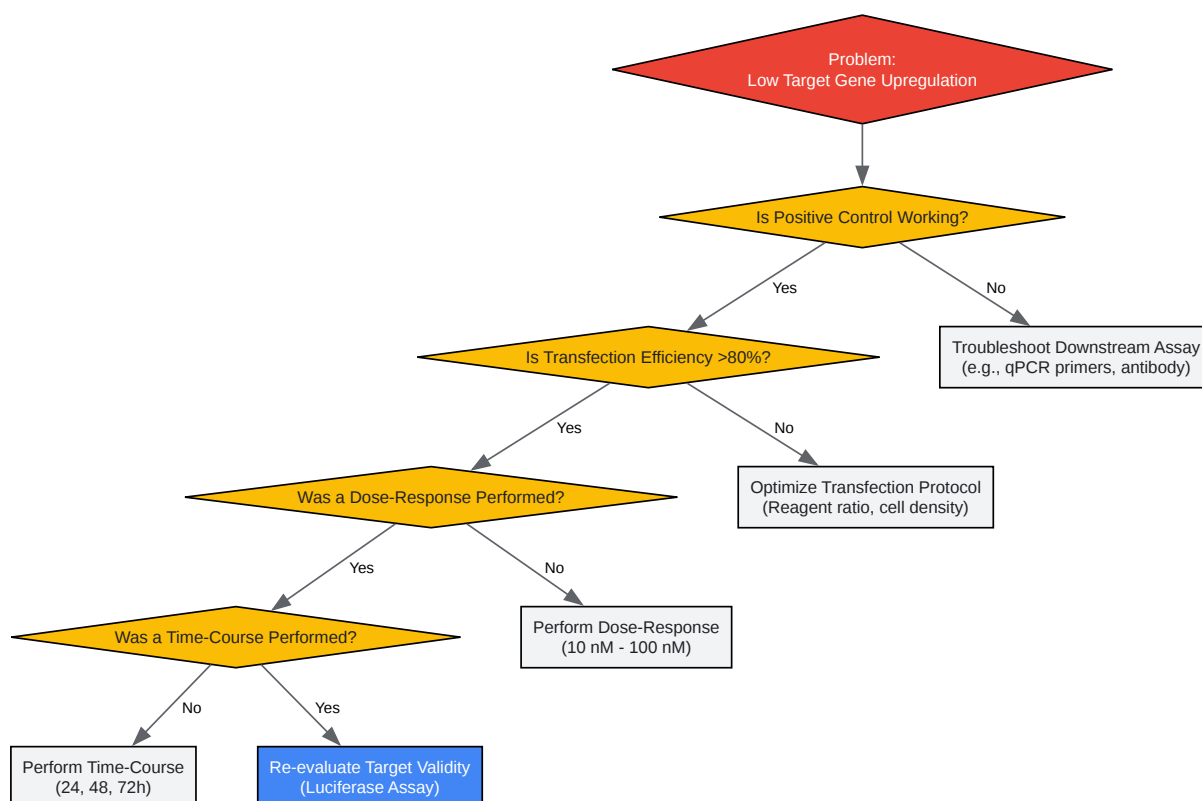 Problem:
Low Target Gene Upregulation
Is Positive Control Working?
Yes
No
Is Transfection Efficiency >80%?
Troubleshoot Downstream Assay
(e.g., qPCR primers, antibody)
Yes
No
Was a Dose-Response Performed?
Optimize Transfection Protocol
(Reagent ratio, cell density)
Yes
No
Was a Time-Course Performed?
Perform Dose-Response
(10 nM - 100 nM)
No
Yes
Perform Time-Course
(24, 48, 72h)
Re-evaluate Target Validity
(Luciferase Assay)